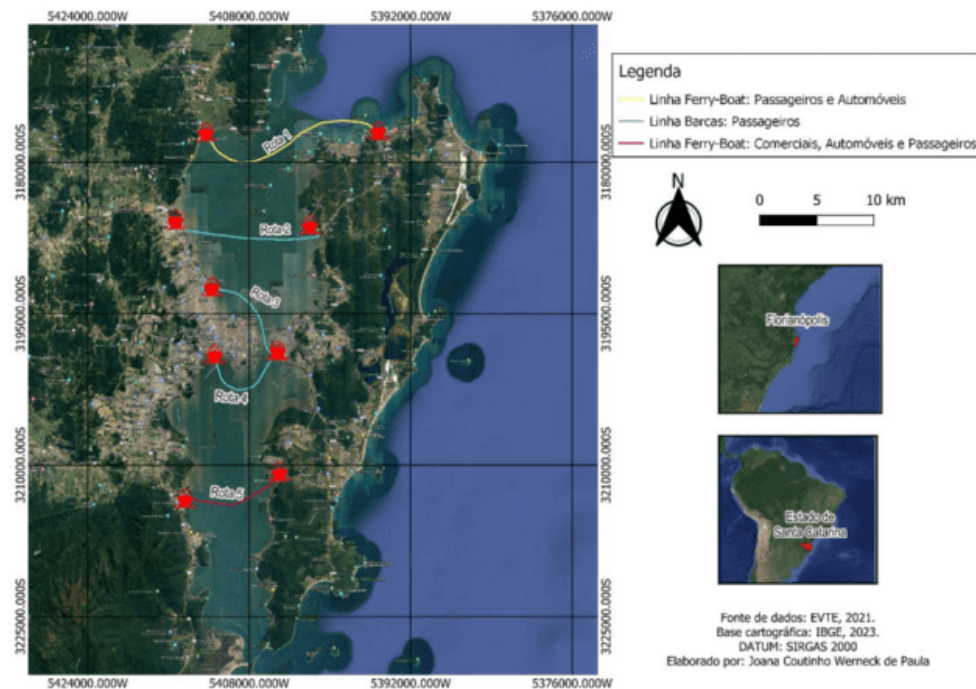 5424000.000W 5408000.000W 5392000.000W 5376000.000W
Legenda
Linha Ferry-Boat: Passageiros e Automóveis
Linha Barcas: Passageiros
Linha Ferry-Boat: Comerciais, Automóveis e Passageiros
Rota 1
3180000.000S 3180000.000S
N
0 5 10 km
Rota 2
Rota 3
3195000.000S 3195000.000S
Florianópolis
Rota 4
3210000.000S 3210000.000S
Rota 5
Estado de
Santa Catarina
3225000.000S 3225000.000S
Fonte de dados: EVTE, 2021.
Base cartográfica: IBGE, 2023.
DATUM: SIRGAS 2000
Elaborado por: Joana Coutinho Werneck de Paula
5424000.000W 5408000.000W 5392000.000W 5376000.000W